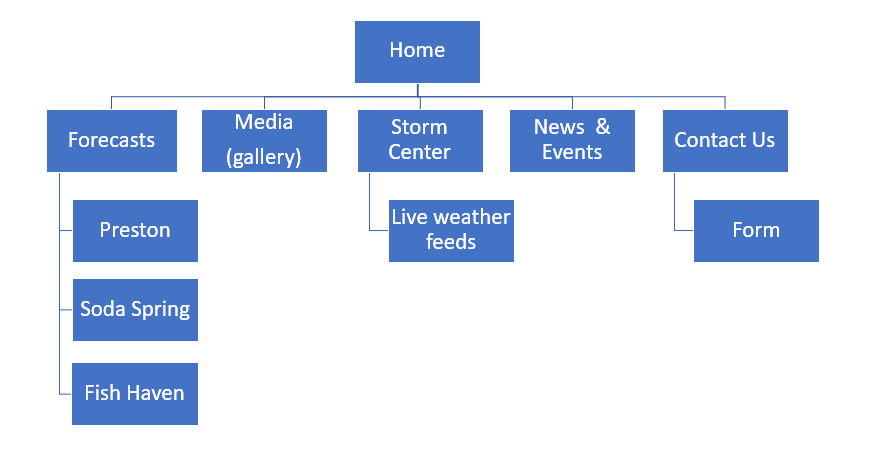 Home
Forecasts
Media
(gallery)
Storm
Center
News & 
Events
Contact Us
Preston
Soda Spring
Fish Haven
Live weather
feeds
Form